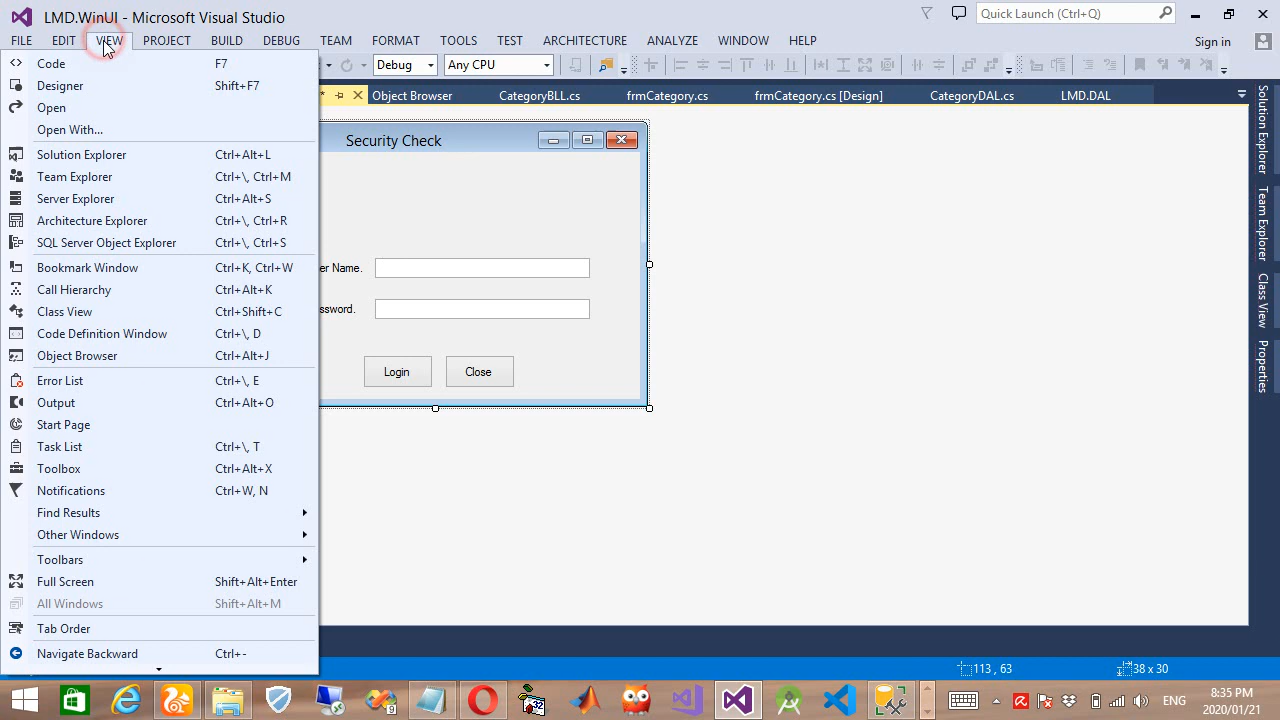 LMD.WinUI - Microsoft Visual Studio
Quick Launch (Ctrl+Q)
FILE EDIT VIEW PROJECT BUILD DEBUG TEAM FORMAT TOOLS TEST ARCHITECTURE ANALYZE WINDOW HELP
Sign in
Debug Any CPU
Object Browser CategoryBLL.cs frmCategory.cs frmCategory.cs [Design] CategoryDAL.cs LMD.DAL
Code F7
Designer Shift+F7
Open
Open With...
Solution Explorer Ctrl+Alt+L
Team Explorer Ctrl+\, Ctrl+M
Server Explorer Ctrl+Alt+S
Architecture Explorer Ctrl+\, Ctrl+R
SQL Server Object Explorer Ctrl+\, Ctrl+S
Bookmark Window Ctrl+K, Ctrl+W
Call Hierarchy Ctrl+Alt+K
Class View Ctrl+Shift+C
Code Definition Window Ctrl+\, D
Object Browser Ctrl+Alt+J
Error List Ctrl+\, E
Output Ctrl+Alt+O
Start Page
Task List Ctrl+\, T
Toolbox Ctrl+Alt+X
Notifications Ctrl+W, N
Find Results
Other Windows
Toolbars
Full Screen Shift+Alt+Enter
All Windows Shift+Alt+M
Tab Order
Navigate Backward Ctrl+-
Security Check
er Name.
ssword.
Login Close
Solution Explorer
Team Explorer
Class View
Properties
113 , 63 38 x 30
32
ENG
8:35 PM
2020/01/21